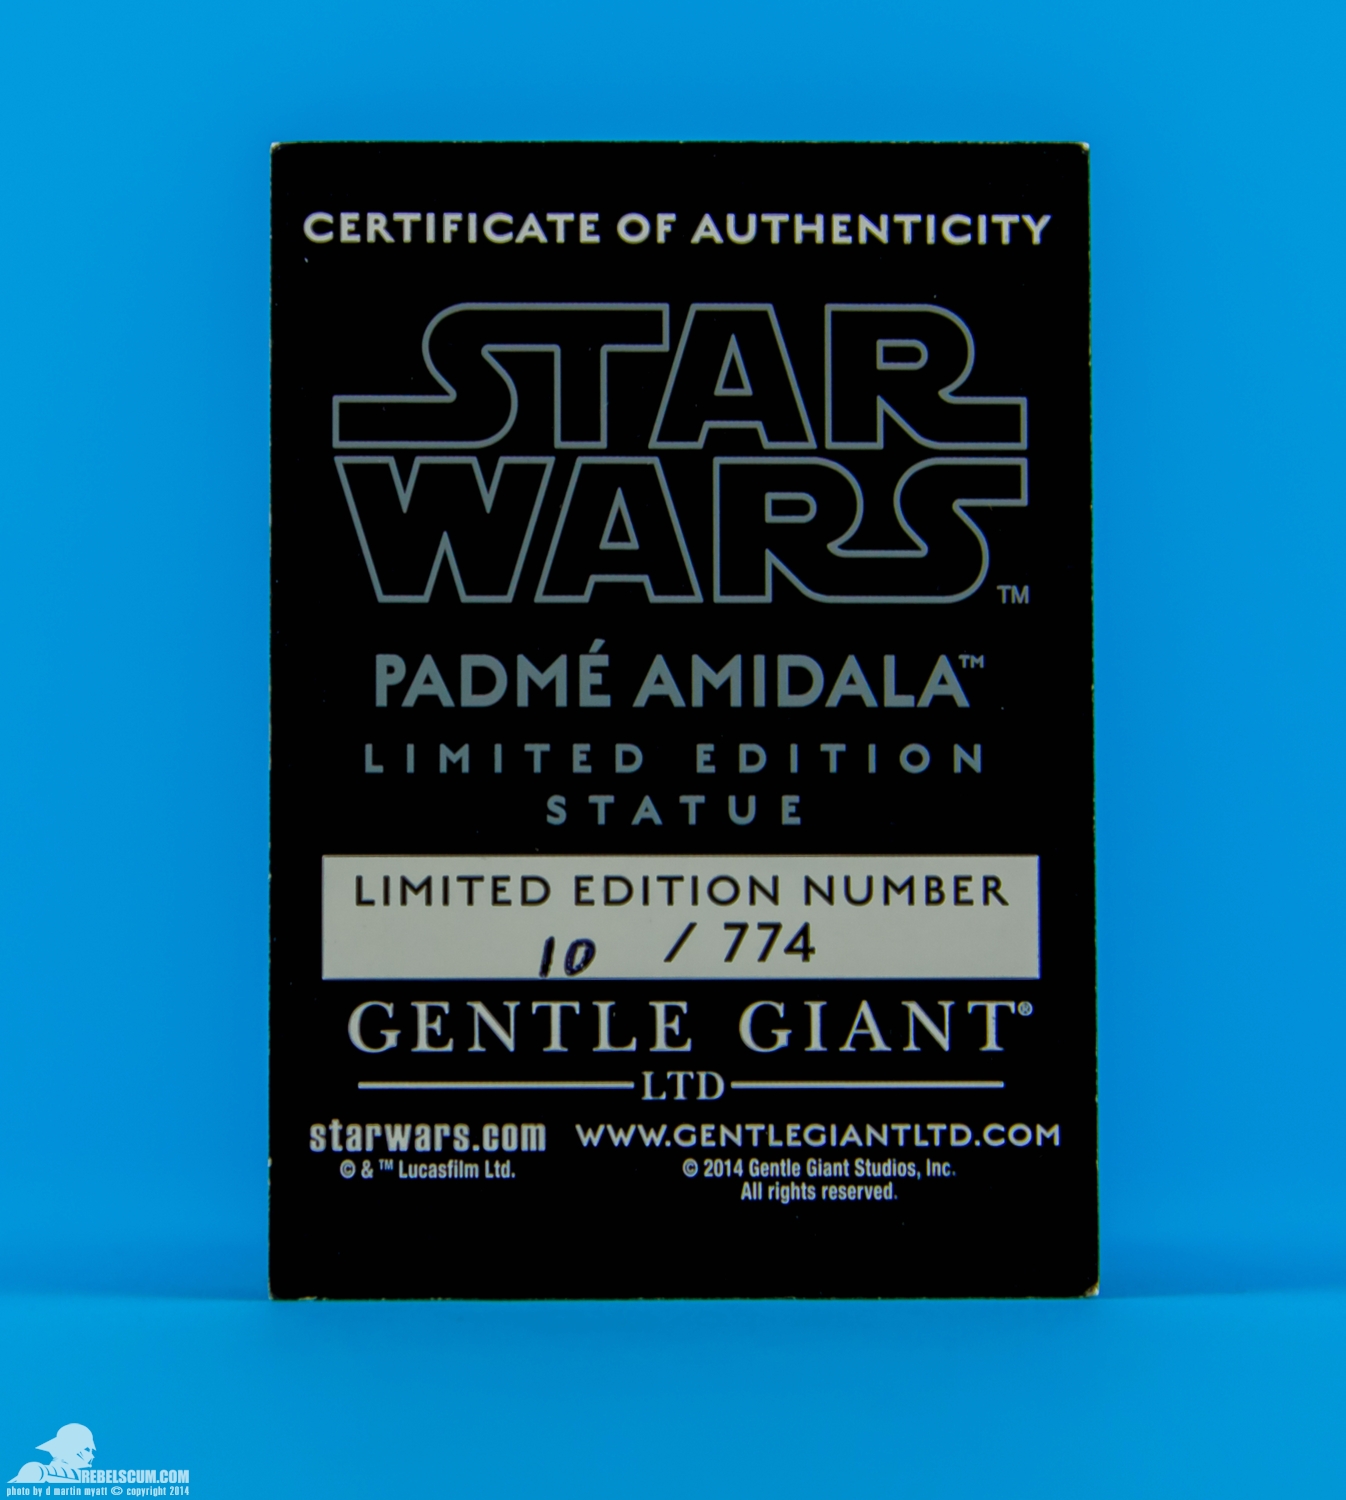 CERTIFICATE OF AUTHENTICITY
STAR
WARS™
PADMÉ AMIDALA™
LIMITED EDITION
STATUE
LIMITED EDITION NUMBER
10 / 774
GENTLE GIANT®
LTD
starwars.com WWW.GENTLEGIANTLTD.COM
© & ™ Lucasfilm Ltd. © 2014 Gentle Giant Studios, Inc.
All rights reserved.
REBELSCUM.COM
photo by d martin myatt © copyright 2014